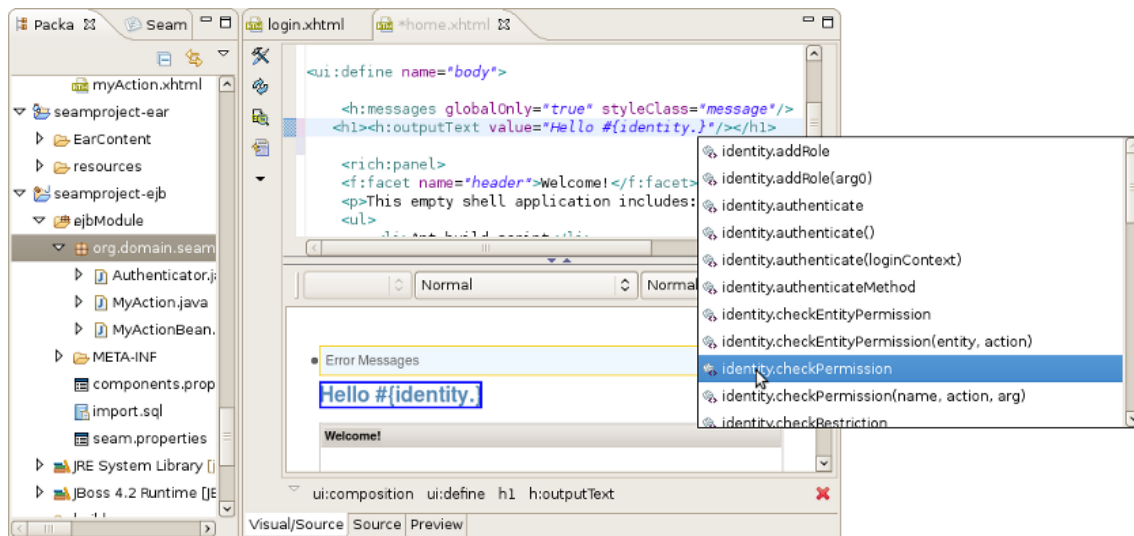 Packa
Seam
myAction.xhtml
seamproject-ear
EarContent
resources
seamproject-ejb
ejbModule
org.domain.seam
Authenticator.j
MyAction.java
MyActionBean.
META-INF
components.prop
import.sql
seam.properties
JRE System Library [j
JBoss 4.2 Runtime [JE
login.xhtml
*home.xhtml
<ui:define name="body">
<h:messages globalOnly="true" styleClass="message"/>
<h1><h:outputText value="Hello #{identity.}"/></h1>
<rich:panel>
<f:facet name="header">Welcome!</f:facet>
<p>This empty shell application includes:
<ul>
identity.addRole
identity.addRole(arg0)
identity.authenticate
identity.authenticate()
identity.authenticate(loginContext)
identity.authenticateMethod
identity.checkEntityPermission
identity.checkEntityPermission(entity, action)
identity.checkPermission
identity.checkPermission(name, action, arg)
identity.checkRestriction
Normal
Normal
Error Messages
Hello #{identity.}
Welcome!
ui:composition ui:define h1 h:outputText
Visual/Source Source Preview